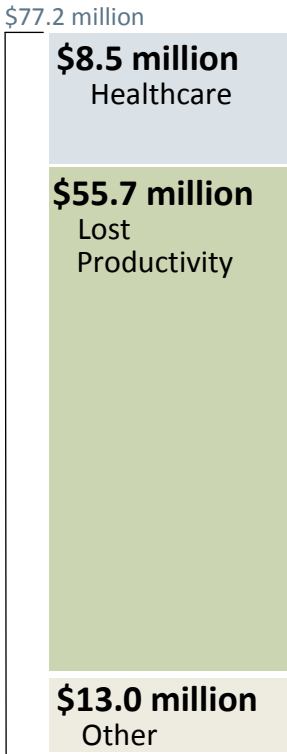 $77.2 million
$8.5 million
Healthcare
$55.7 million
Lost
Productivity
$13.0 million
Other